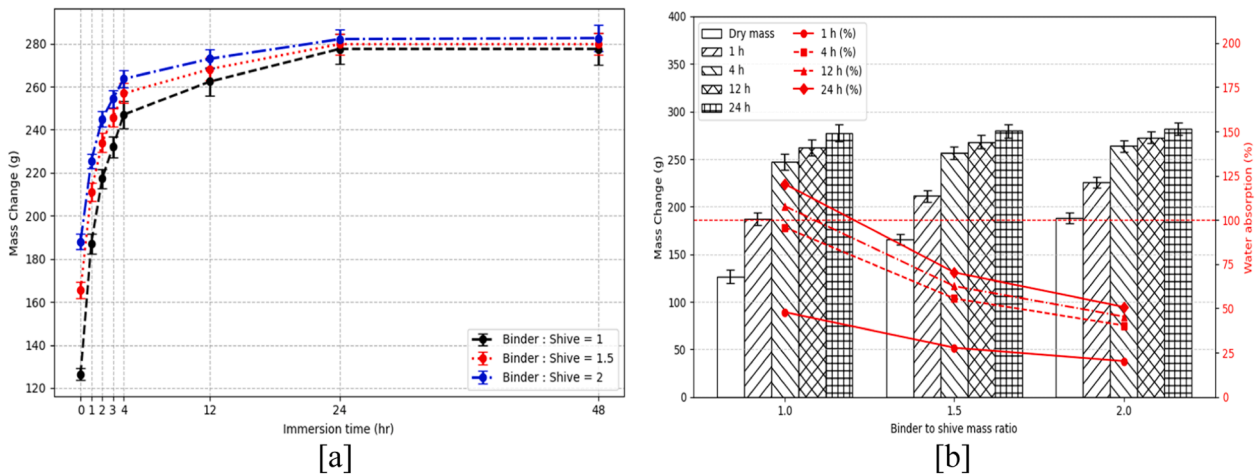 280
260
240
220
200
180
160
140
120
Mass Change (g)
0 1 2 3 4 12 24 48
Immersion time (hr)
Binder : Shive = 1
Binder : Shive = 1.5
Binder : Shive = 2
[a]
400
350
300
250
200
150
100
50
0
Mass Change (g)
Dry mass
1 h
4 h
12 h
24 h
1 h (%)
4 h (%)
12 h (%)
24 h (%)
200
175
150
125
100
75
50
25
0
Water absorption (%)
1.0 1.5 2.0
Binder to shive mass ratio
[b]